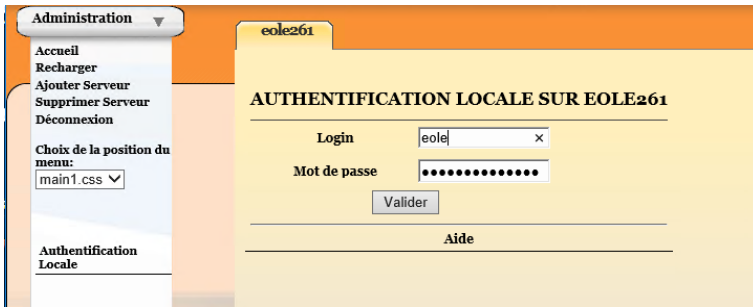 Administration
Accueil
Recharger
Ajouter Serveur
Supprimer Serveur
Déconnexion
Choix de la position du
menu:
main1.css
Authentification
Locale
eole261
AUTHENTIFICATION LOCALE SUR EOLE261
Login eole ×
Mot de passe ●●●●●●●●●●●●●●
Valider
Aide